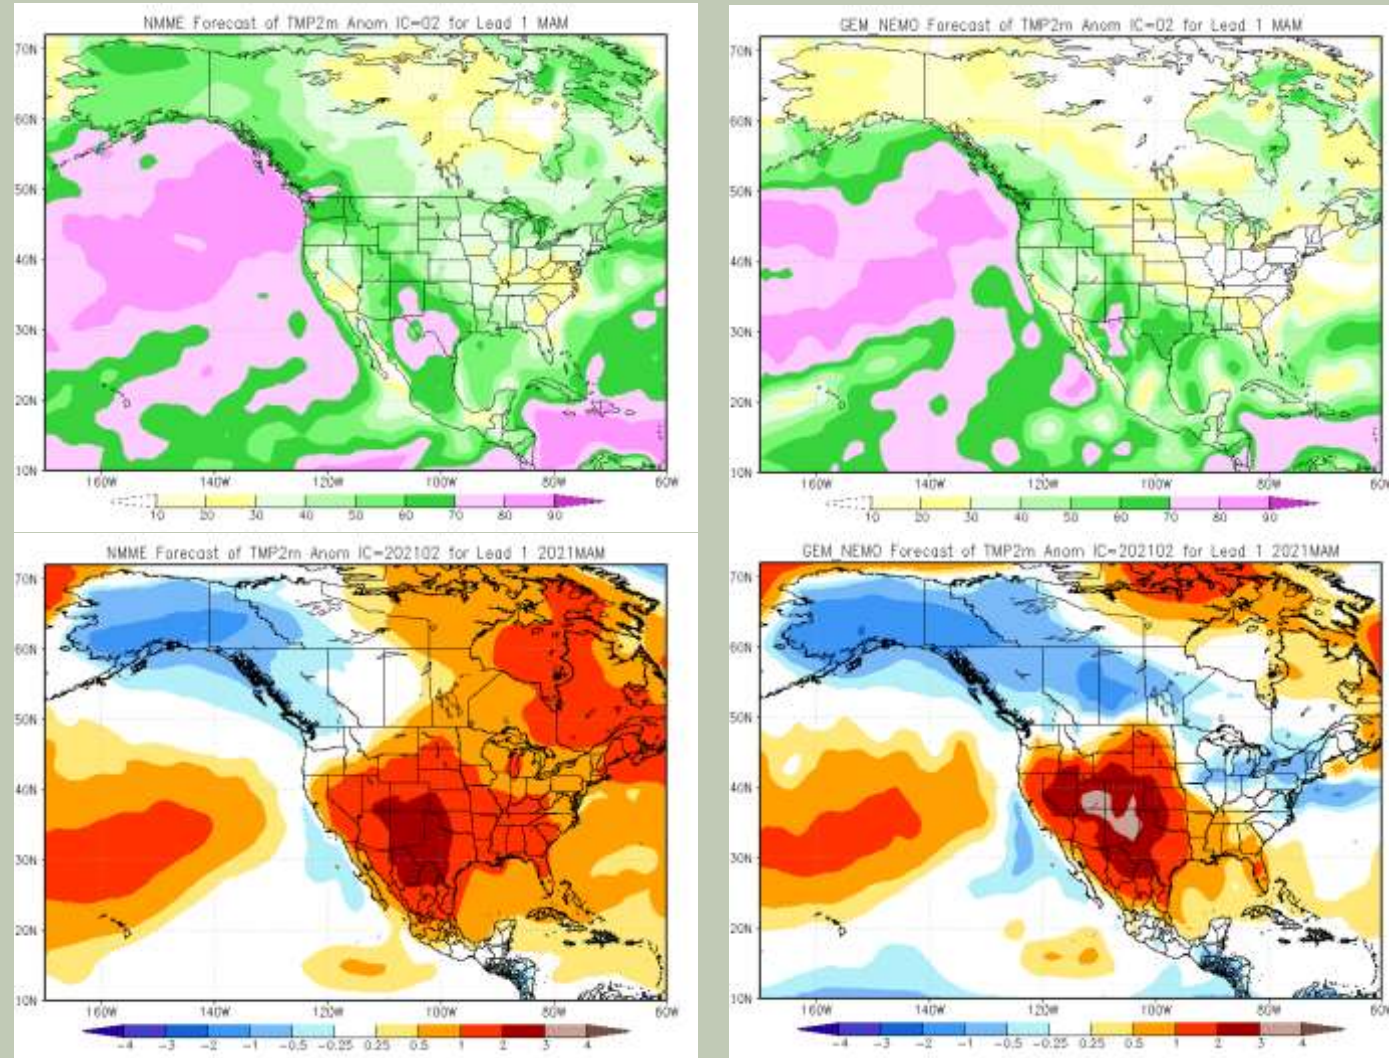 NMME Forecast of TMP2m Anom IC=02 for Lead 1 MAM
70N
60N
50N
40N
30N
20N
10N
160W 140W 120W 100W 80W 60W
10 20 30 40 50 60 70 80 90
GEM_NEMO Forecast of TMP2m Anom IC=02 for Lead 1 MAM
70N
60N
50N
40N
30N
20N
10N
160W 140W 120W 100W 80W 60W
10 20 30 40 50 60 70 80 90
NMME Forecast of TMP2m Anom IC=202102 for Lead 1 2021MAM
70N
60N
50N
40N
30N
20N
10N
160W 140W 120W 100W 80W 60W
-4 -3 -2 -1 -0.5 -0.25 0.25 0.5 1 2 3 4
GEM_NEMO Forecast of TMP2m Anom IC=202102 for Lead 1 2021MAM
70N
60N
50N
40N
30N
20N
10N
160W 140W 120W 100W 80W 60W
-4 -3 -2 -1 -0.5 -0.25 0.25 0.5 1 2 3 4